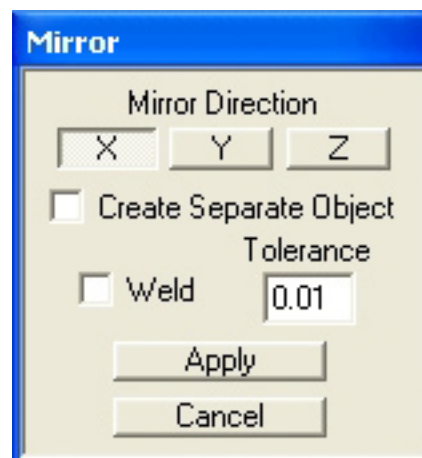 Mirror
Mirror Direction
X Y Z
Create Separate Object
Tolerance
Weld 0.01
Apply
Cancel